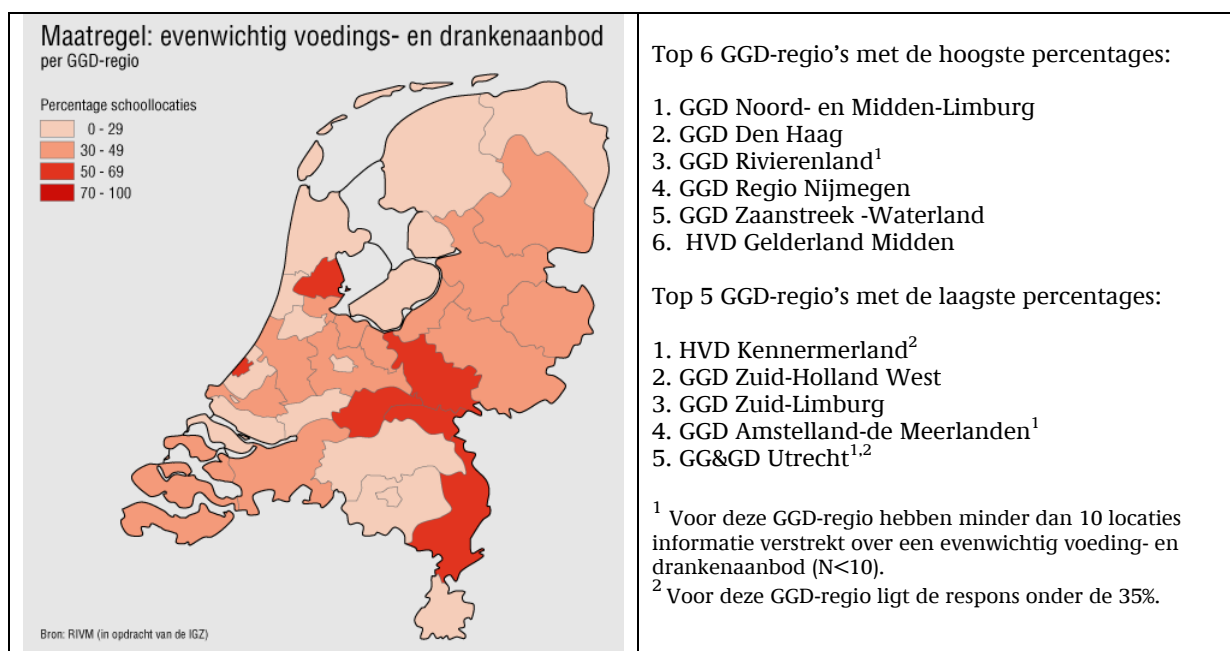 Maatregel: evenwichtig voedings- en drankenaanbod
per GGD-regio
Percentage schoollocaties
0 - 29
30 - 49
50 - 69
70 - 100
Bron: RIVM (in opdracht van de IGZ)
Top 6 GGD-regio's met de hoogste percentages:
1. GGD Noord- en Midden-Limburg
2. GGD Den Haag
3. GGD Rivierenland1
4. GGD Regio Nijmegen
5. GGD Zaanstreek -Waterland
6. HVD Gelderland Midden
Top 5 GGD-regio's met de laagste percentages:
1. HVD Kennermerland2
2. GGD Zuid-Holland West
3. GGD Zuid-Limburg
4. GGD Amstelland-de Meerlanden1
5. GG&GD Utrecht1,2
1 Voor deze GGD-regio hebben minder dan 10 locaties
informatie verstrekt over een evenwichtig voeding- en
drankenaanbod (N<10).
2 Voor deze GGD-regio ligt de respons onder de 35%.